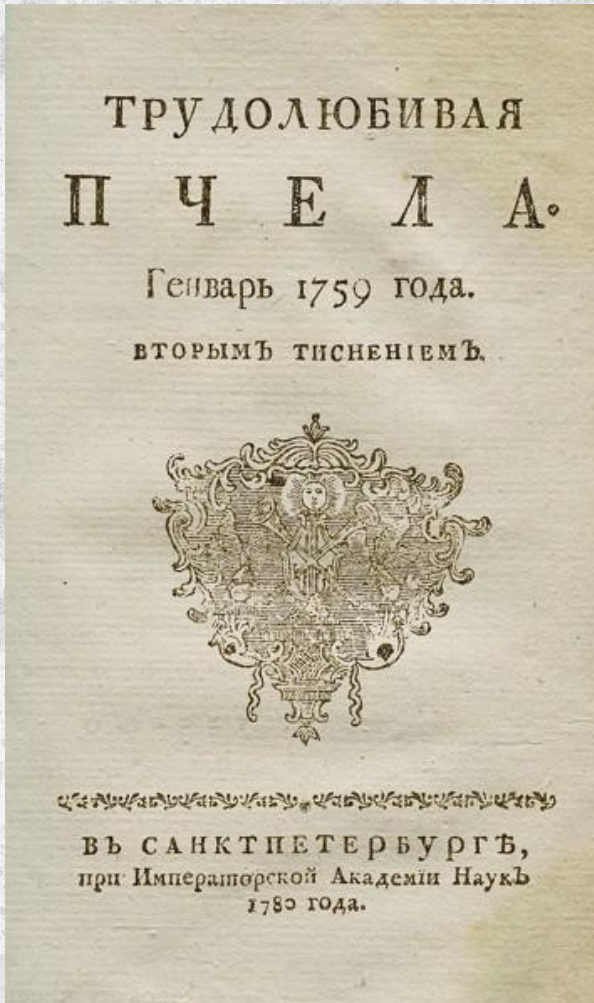 ТРУДОЛЮБИВАЯ
ПЧЕЛА.
Генварь 1759 года.
ВТОРЫМЪ ТИСНЕНІЕМЪ.
ВЪ САНКТПЕТЕРБУРГѢ,
при Императорской Академіи Наукъ
1780 года.